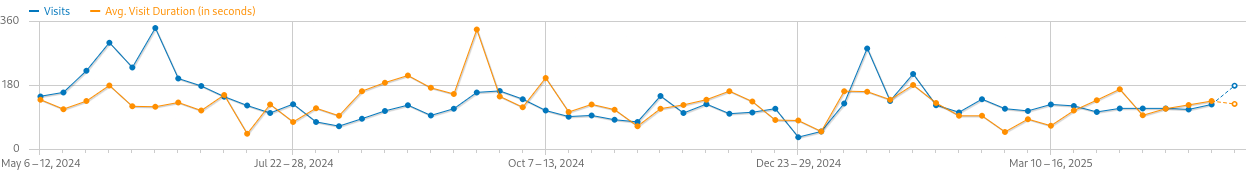 Visits Avg. Visit Duration (in seconds)
360
180
0
May 6 – 12, 2024 Jul 22 – 28, 2024 Oct 7 – 13, 2024 Dec 23 – 29, 2024 Mar 10 – 16, 2025